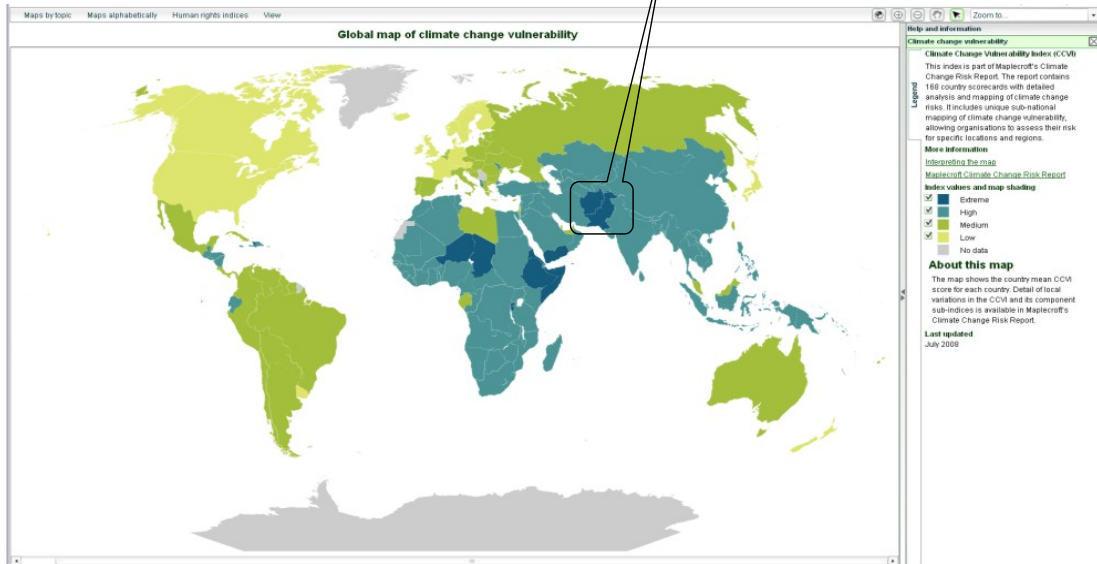 Maps by topic Maps alphabetically Human rights indices View Zoom to...
Global map of climate change vulnerability
Help and information
Climate change vulnerability
Legend
Climate Change Vulnerability Index (CCVI)
This index is part of Maplecroft's Climate
Change Risk Report. The report contains
168 country scorecards with detailed
analysis and mapping of climate change
risks. It includes unique sub-national
mapping of climate change vulnerability,
allowing organisations to assess their risk
for specific locations and regions.
More information
Interpreting the map
Maplecroft Climate Change Risk Report
Index values and map shading
Extreme
High
Medium
Low
No data
About this map
The map shows the country mean CCVI
score for each country. Detail of local
variations in the CCVI and its component
sub-indices is available in Maplecroft's
Climate Change Risk Report.
Last updated
July 2008